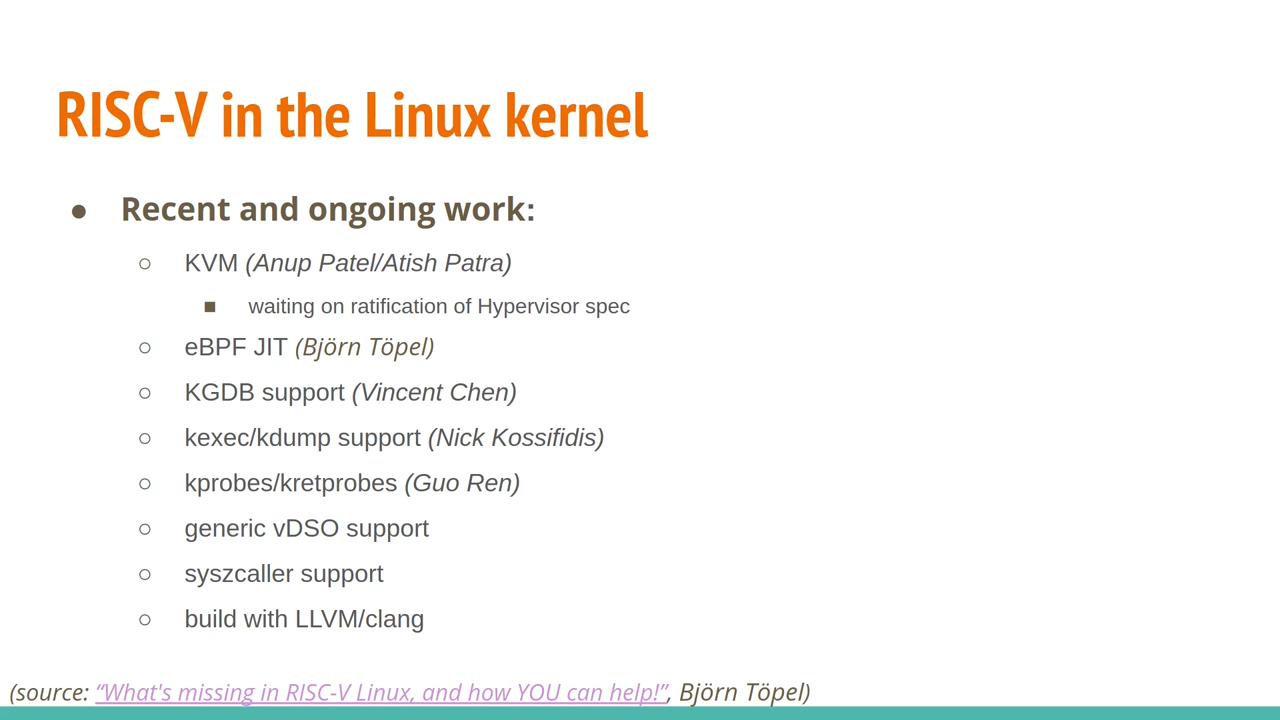 RISC-V in the Linux kernel
● Recent and ongoing work:
○ KVM (Anup Patel/Atish Patra)
■ waiting on ratification of Hypervisor spec
○ eBPF JIT (Björn Töpel)
○ KGDB support (Vincent Chen)
○ kexec/kdump support (Nick Kossifidis)
○ kprobes/kretprobes (Guo Ren)
○ generic vDSO support
○ syszcaller support
○ build with LLVM/clang
(source: “What's missing in RISC-V Linux, and how YOU can help!”, Björn Töpel)